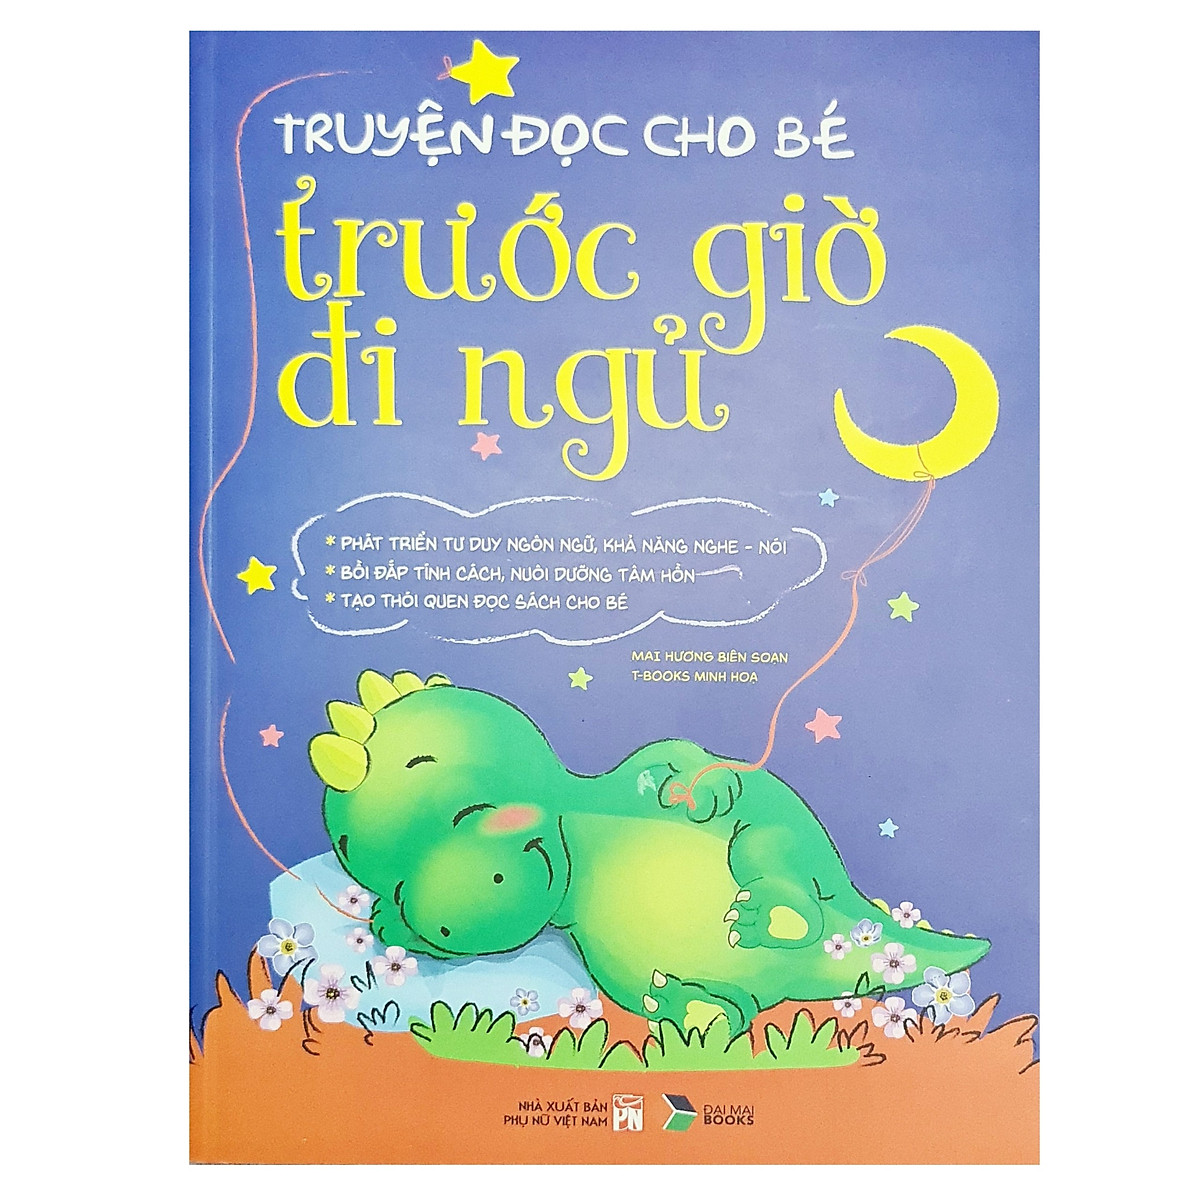 TRUYỆN ĐỌC CHO BÉ
trước giờ
đi ngủ
* PHÁT TRIỂN TƯ DUY NGÔN NGỮ, KHẢ NĂNG NGHE - NÓI
* BỒI ĐẮP TÍNH CÁCH, NUÔI DƯỠNG TÂM HỒN
* TẠO THÓI QUEN ĐỌC SÁCH CHO BÉ
MAI HƯƠNG BIÊN SOẠN
T-BOOKS MINH HOẠ
NHÀ XUẤT BẢN
PHỤ NỮ VIỆT NAM
PN
ĐẠI MAI
BOOKS